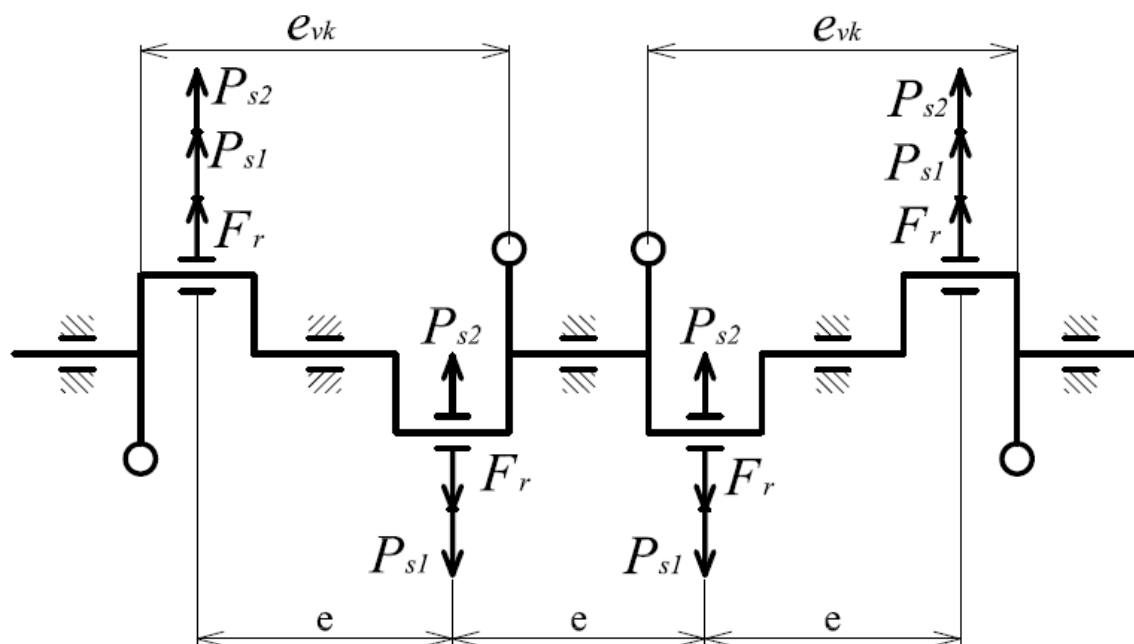 e_vk e_vk
P_s2 P_s2
P_s1 P_s1
F_r F_r
P_s2 P_s2
F_r F_r
P_s1 P_s1
e e e